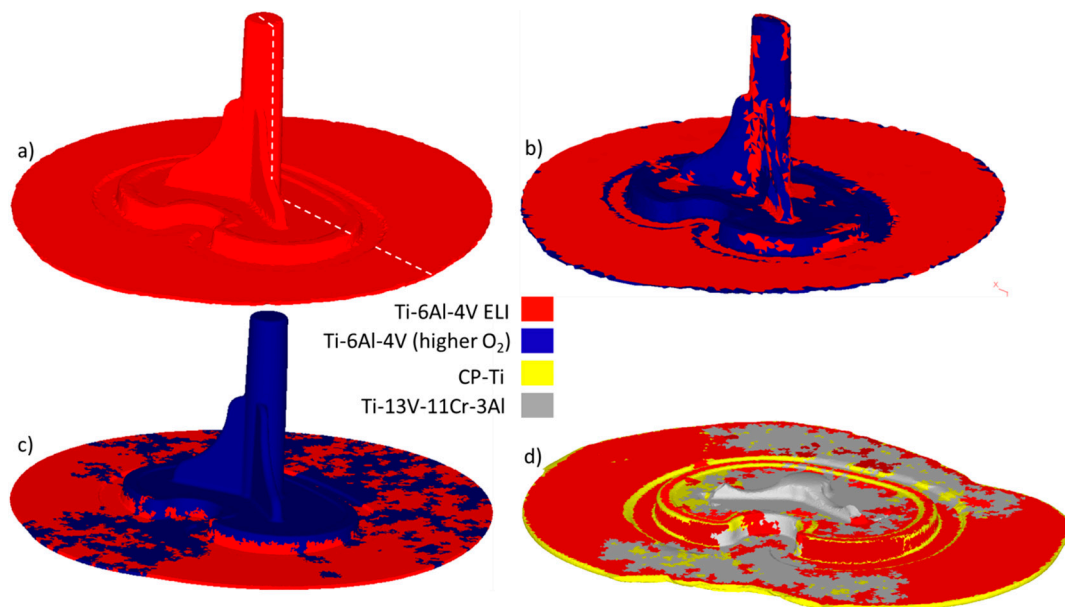 a)
b)
x
Ti-6Al-4V ELI
Ti-6Al-4V (higher O₂)
CP-Ti
Ti-13V-11Cr-3Al
c)
d)